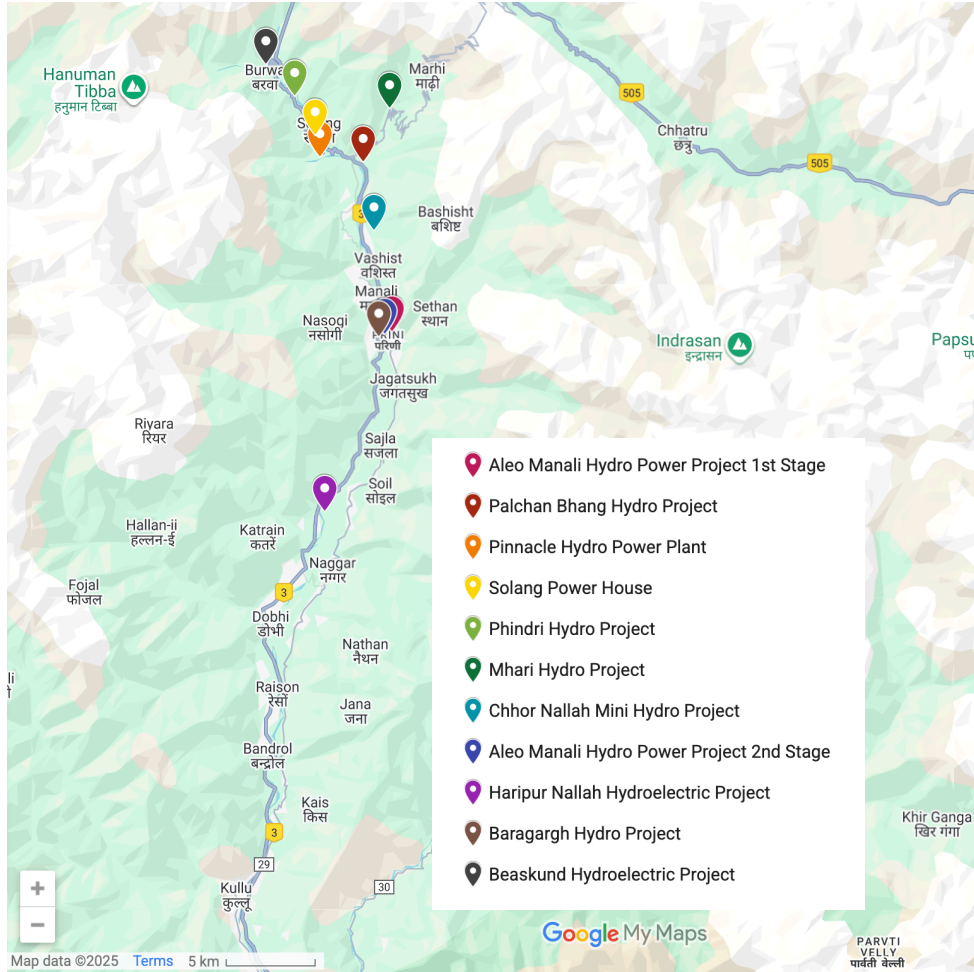 Hanuman
Tibba
हनुमान टिब्बा
Burwa
बरवा
Marhi
माढ़ी
505
Chhatru
छत्रु
505
3
Bashisht
बशिष्ट
Vashist
वशिस्त
Manali
Sethan
स्थान
Nasogi
नसोगी
परिणी
Indrasan
इन्द्रासन
Jagatsukh
जगतसुख
Riyara
रियर
Sajla
सजला
Soil
सोइल
Hallan-ii
हल्लन-ई
Katrain
कतरें
Naggar
नग्गर
Fojal
फोजल
3
Dobhi
डोभी
Nathan
नैथन
Raison
रेसों
Jana
जना
Bandrol
बन्द्रोल
Kais
किस
3
29
30
Kullu
कुल्लू
Khir Ganga
खिर गंगा
PARVTI
VELLY
पार्वती वेल्ली
Aleo Manali Hydro Power Project 1st Stage
Palchan Bhang Hydro Project
Pinnacle Hydro Power Plant
Solang Power House
Phindri Hydro Project
Mhari Hydro Project
Chhor Nallah Mini Hydro Project
Aleo Manali Hydro Power Project 2nd Stage
Haripur Nallah Hydroelectric Project
Baragargh Hydro Project
Beaskund Hydroelectric Project
+
−
Google My Maps
Map data ©2025 Terms 5 km